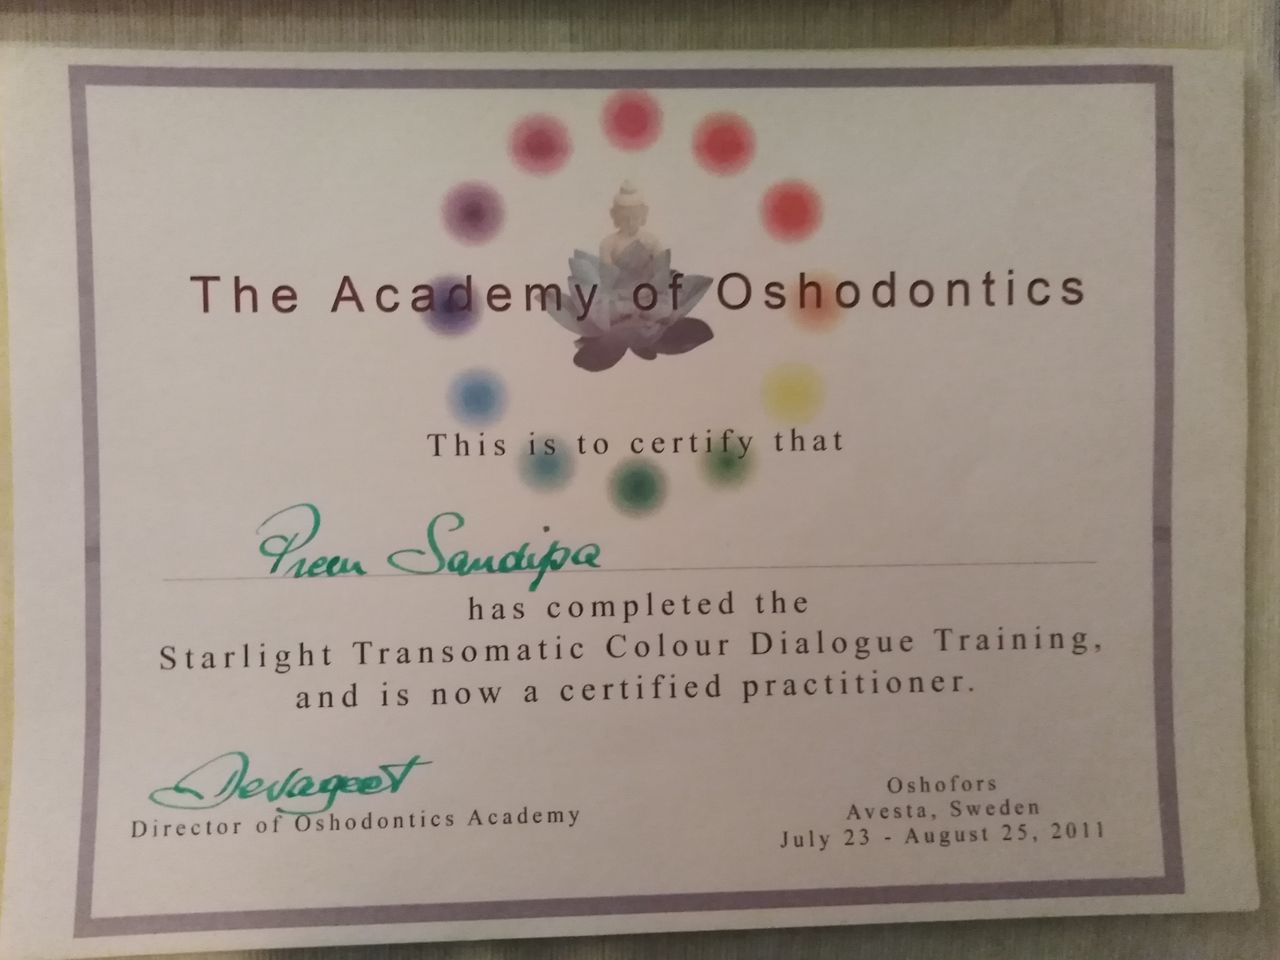 The Academy of Oshodontics
This is to certify that
Prem Sandipa
has completed the
Starlight Transomatic Colour Dialogue Training,
and is now a certified practitioner.
Devageet
Director of Oshodontics Academy
Oshofors
Avesta, Sweden
July 23 - August 25, 2011